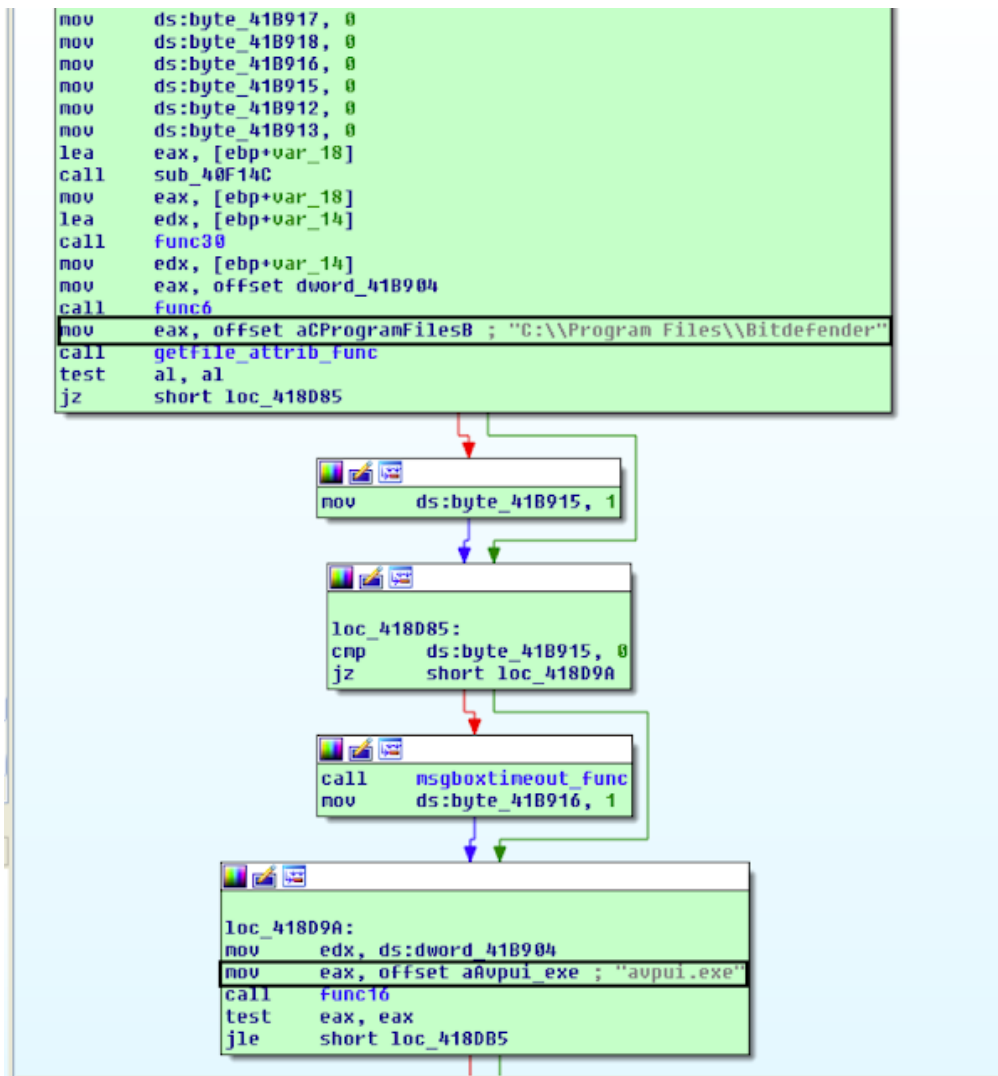 mov ds:byte_41B917, 0
mov ds:byte_41B918, 0
mov ds:byte_41B916, 0
mov ds:byte_41B915, 0
mov ds:byte_41B912, 0
mov ds:byte_41B913, 0
lea eax, [ebp+var_18]
call sub_40F14C
mov eax, [ebp+var_18]
lea edx, [ebp+var_14]
call func30
mov edx, [ebp+var_14]
mov eax, offset dword_41B904
call func6
mov eax, offset aCProgramFilesB ; "C:\\Program Files\\Bitdefender"
call getfile_attrib_func
test al, al
jz short loc_418D85
mov ds:byte_41B915, 1
loc_418D85:
cmp ds:byte_41B915, 0
jz short loc_418D9A
call msgboxtimeout_func
mov ds:byte_41B916, 1
loc_418D9A:
mov edx, ds:dword_41B904
mov eax, offset aAvpui_exe ; "avpui.exe"
call func16
test eax, eax
jle short loc_418DB5